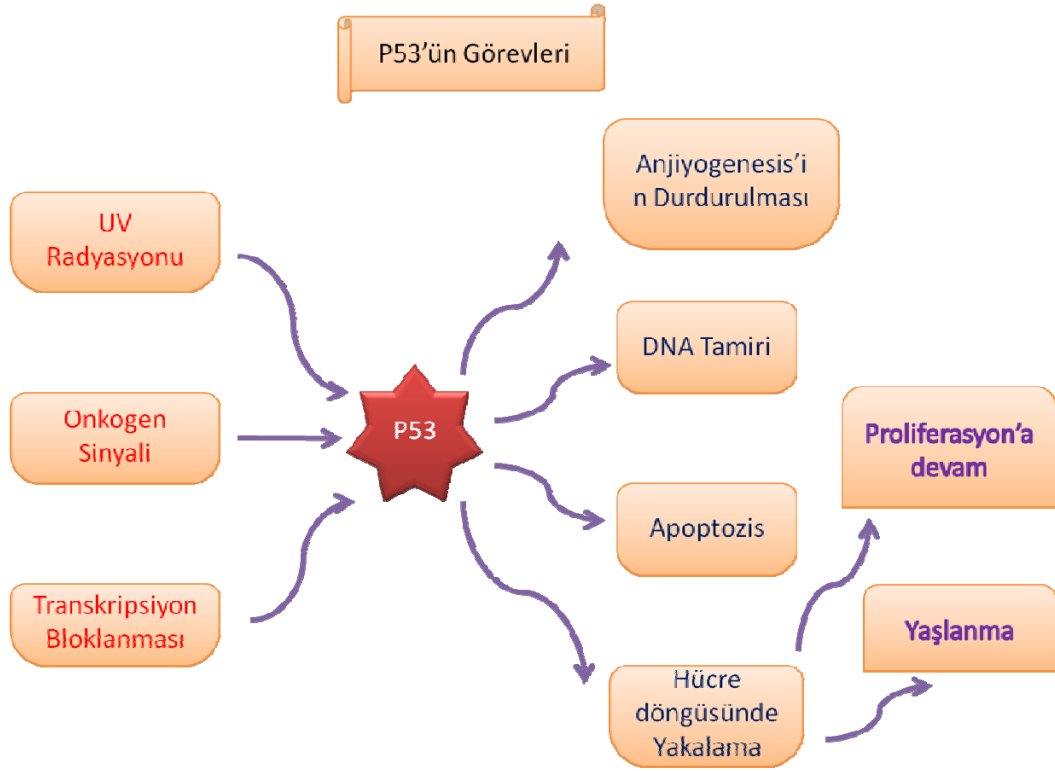 P53'ün Görevleri
Anjiyogenesis'i
n Durdurulması
UV
Radyasyonu
DNA Tamiri
Onkogen
Sinyali
P53
Proliferasyon'a
devam
Apoptozis
Transkripsiyon
Bloklanması
Yaşlanma
Hücre
döngüsünde
Yakalama